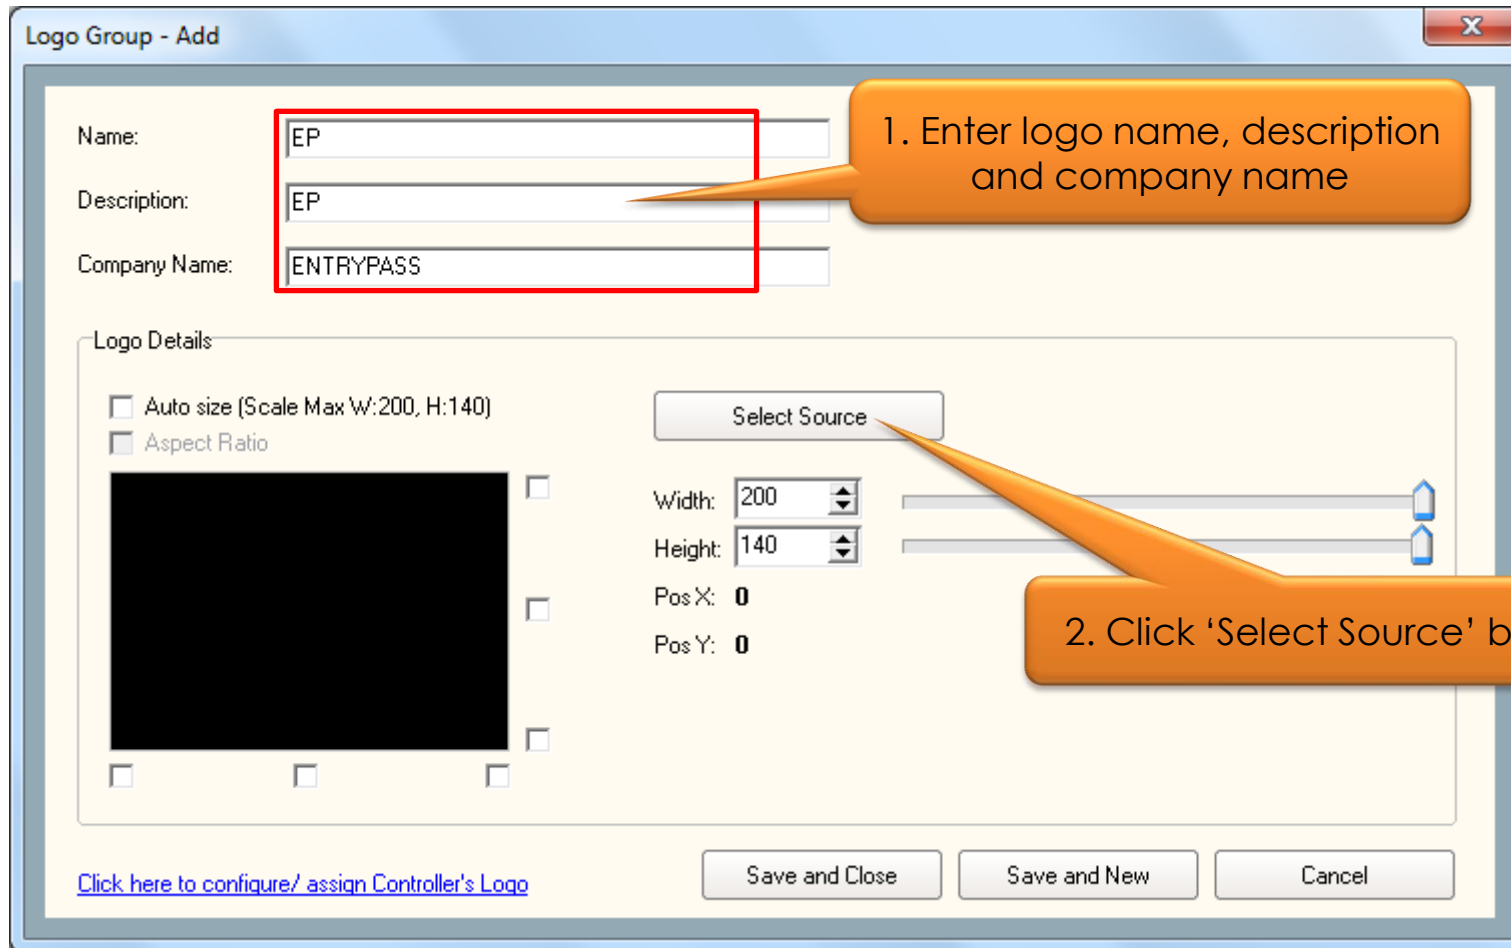 Logo Group - Add
Name:
EP
1. Enter logo name, description
and company name
Description:
EP
Company Name:
ENTRYPASS
Logo Details
Auto size (Scale Max W:200, H:140)
Select Source
Aspect Ratio
Width:
200
Height:
140
Pos X: 0
2. Click ‘Select Source’
Pos Y: 0
Click here to configure/ assign Controller's Logo
Save and Close
Save and New
Cancel